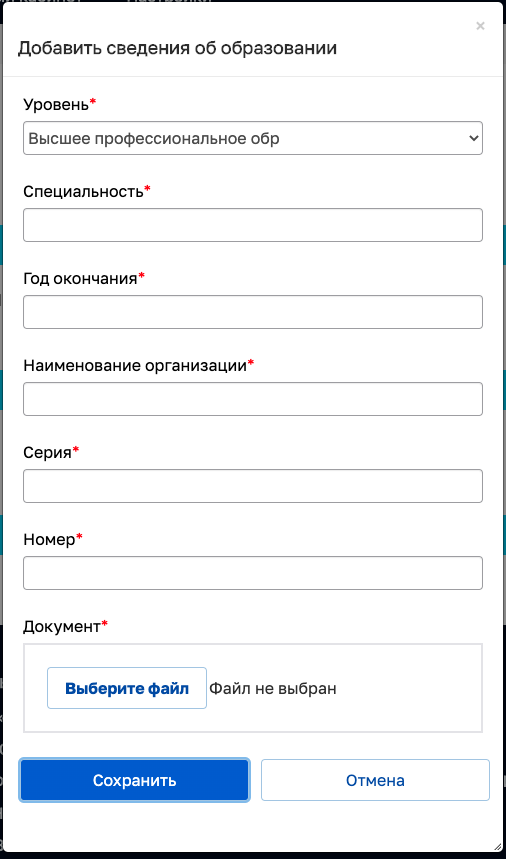 ×
Добавить сведения об образовании
Уровень*
Высшее профессиональное обр
Специальность*
Год окончания*
Наименование организации*
Серия*
Номер*
Документ*
Выберите файл Файл не выбран
Сохранить Отмена